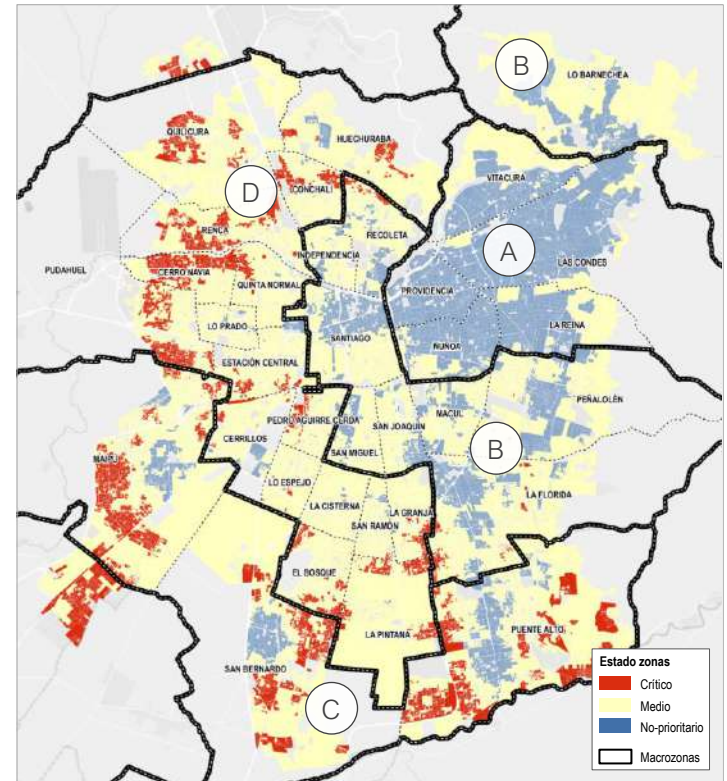 B
LO BARNECHEA
QUILICURA
HUECHURABA
VITACURA
D
CONCHALÍ
RENCA
RECOLETA
A
INDEPENDENCIA
PUDAHUEL
LAS CONDES
CERRO NAVIA
QUINTA NORMAL
PROVIDENCIA
LO PRADO
LA REINA
SANTIAGO
ÑUÑOA
ESTACIÓN CENTRAL
PEÑALOLÉN
MACUL
PEDRO AGUIRRE CERDA
SAN JOAQUÍN
CERRILLOS
B
SAN MIGUEL
MAIPÚ
LO ESPEJO
LA FLORIDA
LA CISTERNA
LA GRANJA
SAN RAMÓN
EL BOSQUE
PUENTE ALTO
LA PINTANA
SAN BERNARDO
C
Estado zonas
Crítico
Medio
No-prioritario
Macrozonas